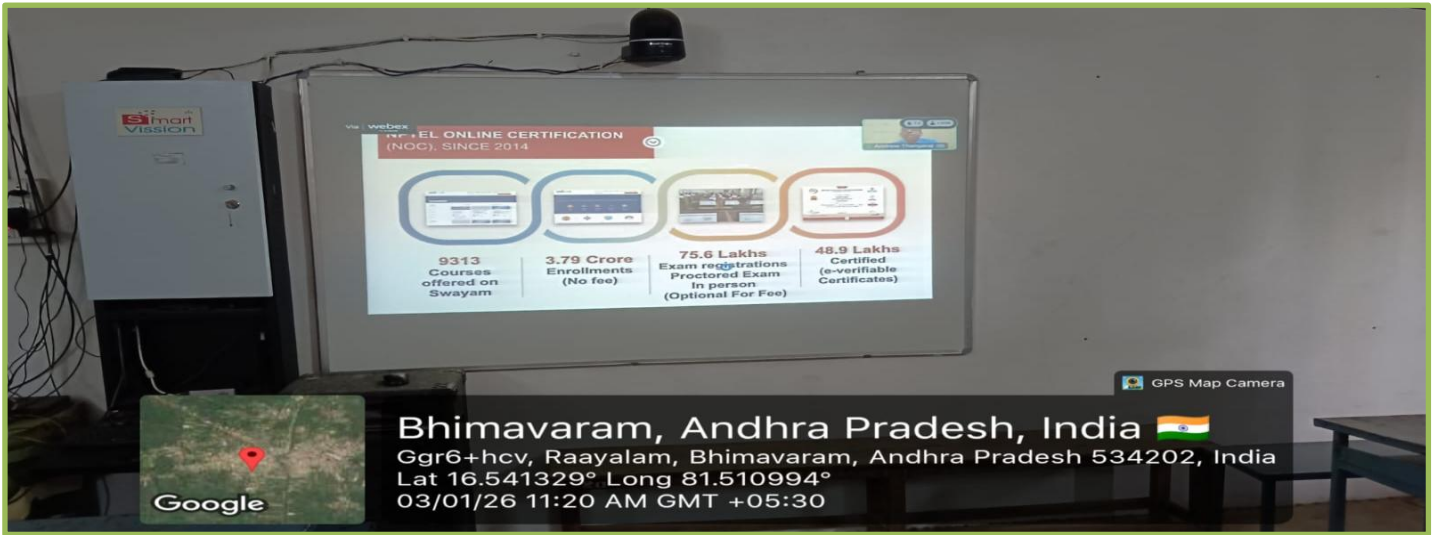 Smart
Vission
Via webex
NPTEL ONLINE CERTIFICATION
(NOC), SINCE 2014
9313
Courses
offered on
Swayam
3.79 Crore
Enrollments
(No fee)
75.6 Lakhs
Exam registrations
Proctored Exam
In person
(Optional For Fee)
48.9 Lakhs
Certified
(e-verifiable
Certificates)
GPS Map Camera
Google
Bhimavaram, Andhra Pradesh, India
Ggr6+hcv, Raayalam, Bhimavaram, Andhra Pradesh 534202, India
Lat 16.541329° Long 81.510994°
03/01/26 11:20 AM GMT +05:30